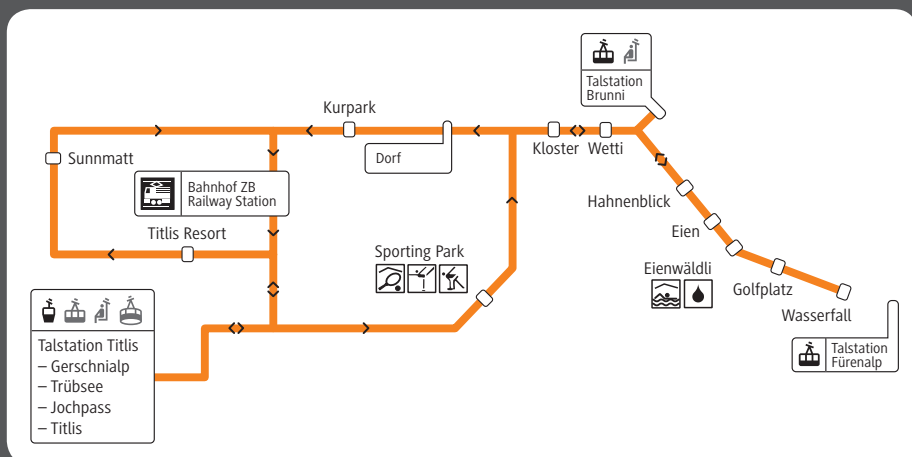 Talstation
Brunni
Kurpark
Dorf
Kloster
Wetti
Sunnmatt
Bahnhof ZB
Railway Station
Hahnenblick
Titlis Resort
Eien
Sporting Park
Eienwäldli
Golfplatz
Wasserfall
Talstation Titlis
– Gerschnialp
– Trübsee
– Jochpass
– Titlis
Talstation
Fürenalp